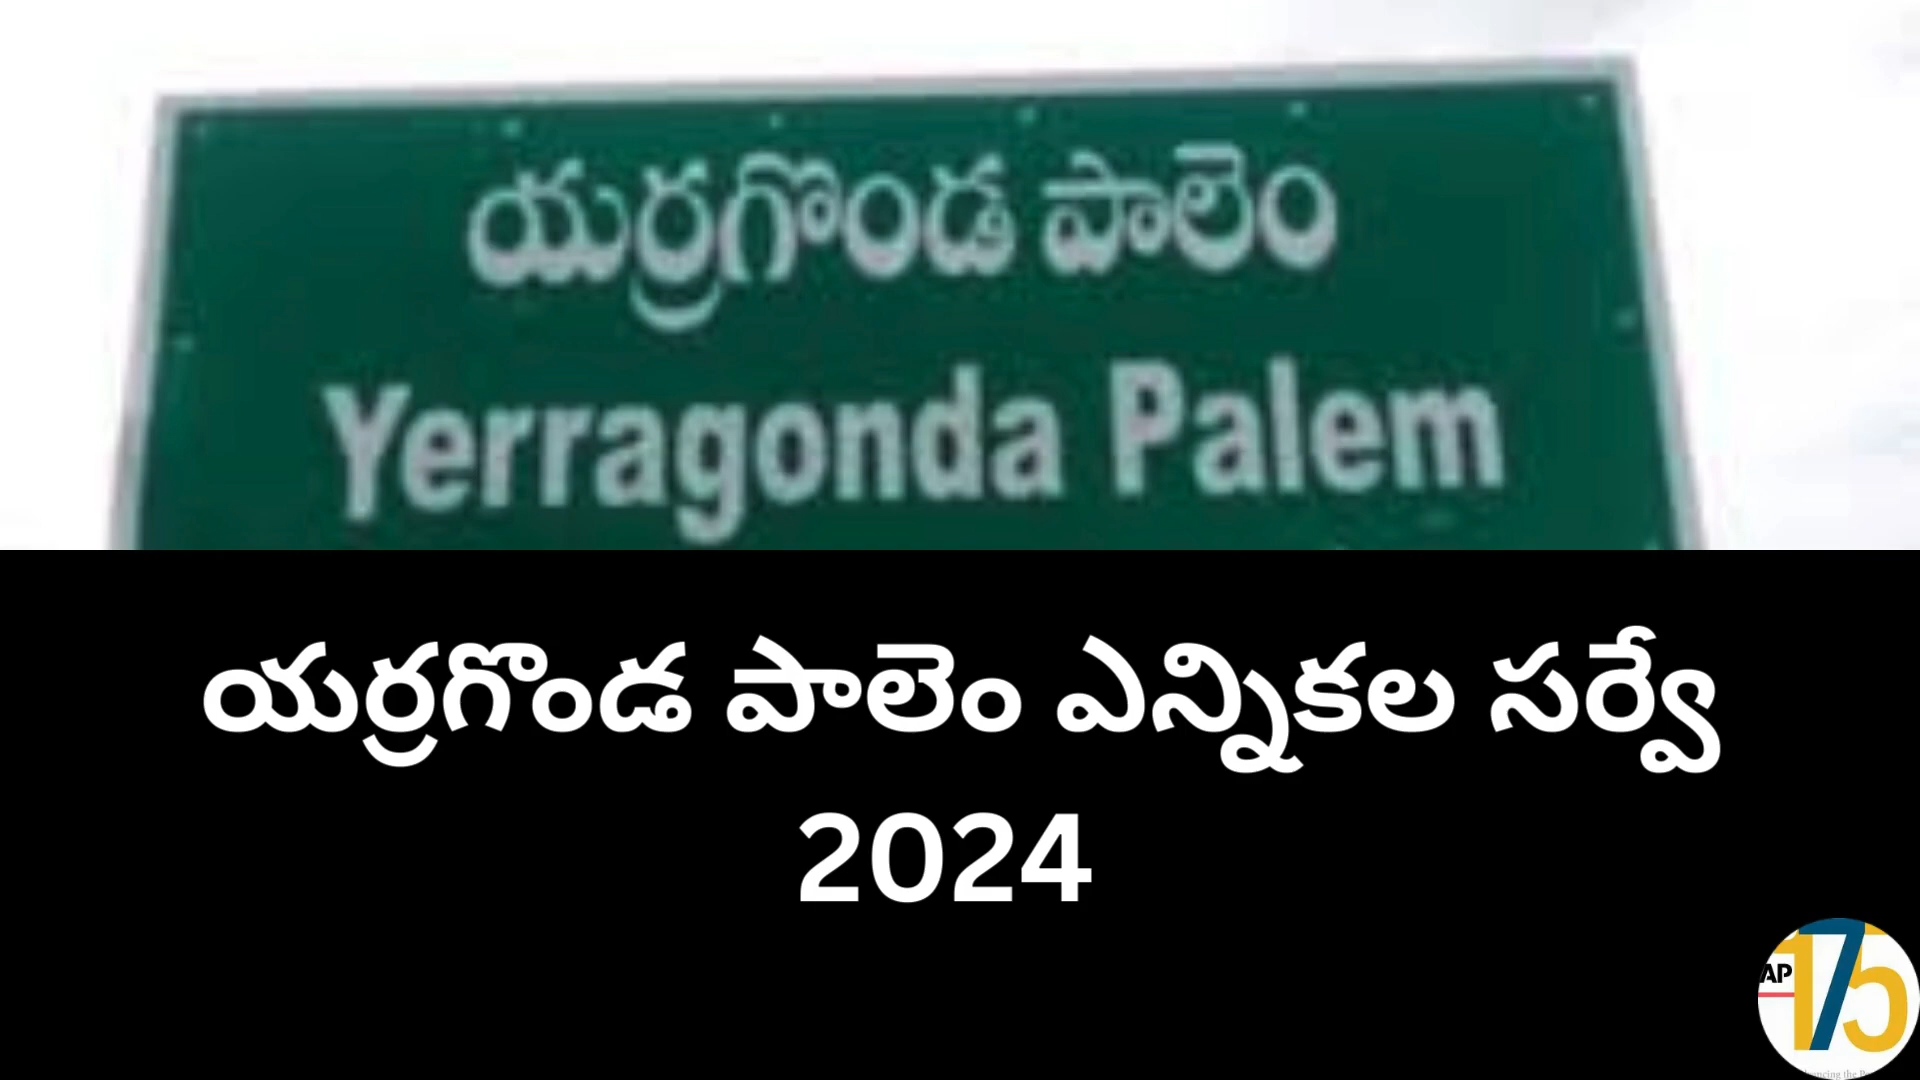 యర్రగొండ పాలెం
Yerragonda Palem
యర్రగొండ పాలెం ఎన్నికల సర్వే
2024
AP
175